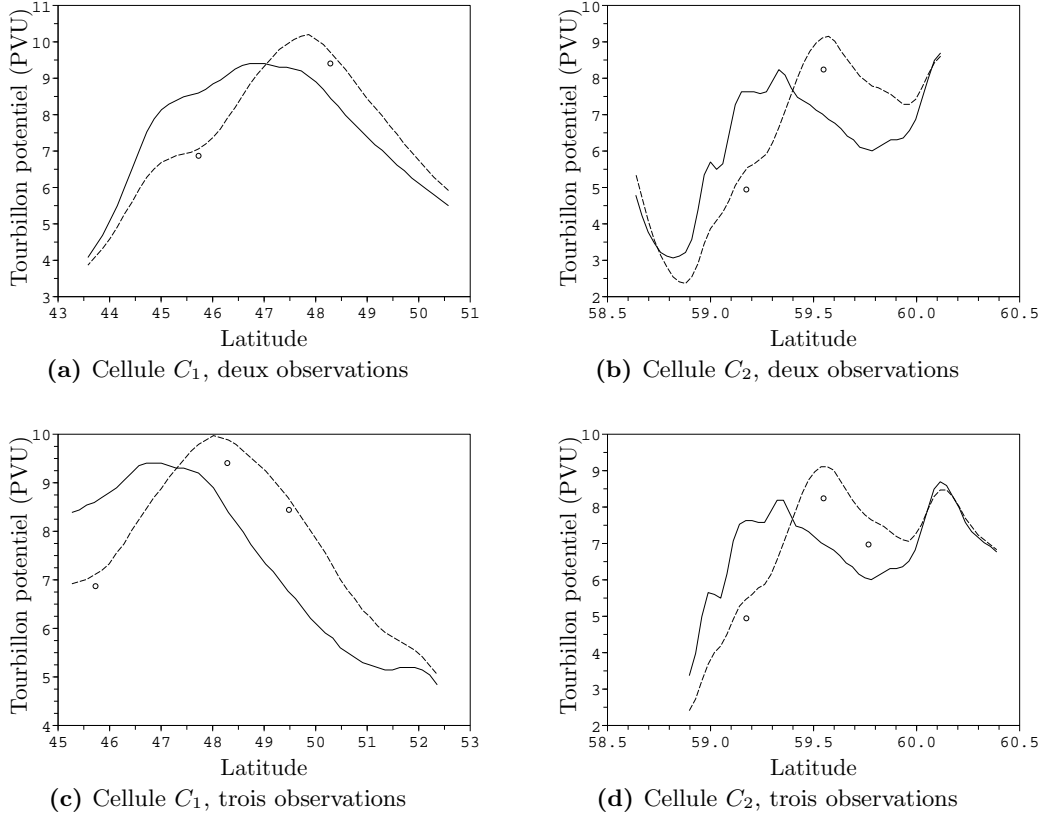 11
10
9
8
7
6
5
4
3
Tourbillon potentiel (PVU)
43 44 45 46 47 48 49 50 51
Latitude
(a) Cellule C₁, deux observations
10
9
8
7
6
5
4
3
2
Tourbillon potentiel (PVU)
58.5 59.0 59.5 60.0 60.5
Latitude
(b) Cellule C₂, deux observations
10
9
8
7
6
5
4
Tourbillon potentiel (PVU)
45 46 47 48 49 50 51 52 53
Latitude
(c) Cellule C₁, trois observations
10
9
8
7
6
5
4
3
2
Tourbillon potentiel (PVU)
58.5 59.0 59.5 60.0 60.5
Latitude
(d) Cellule C₂, trois observations